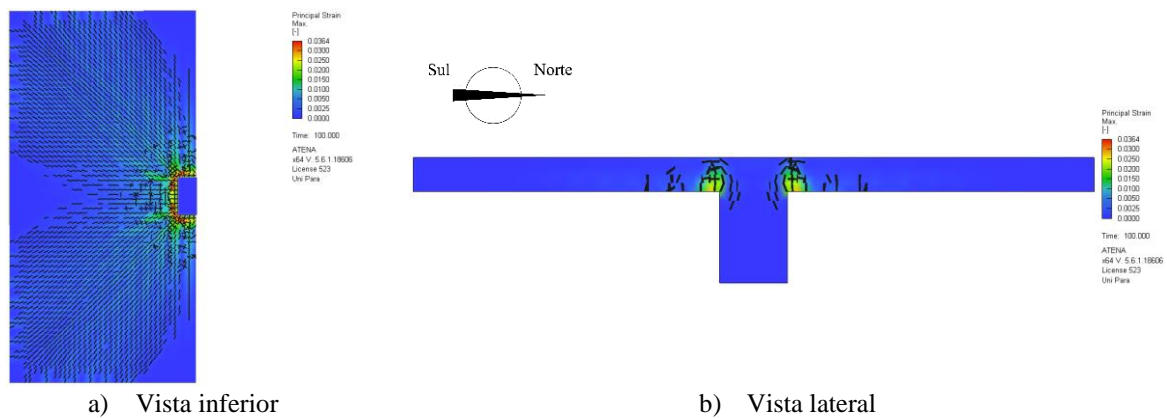 Principal Strain
Max.
[-]
0.0364
0.0300
0.0250
0.0200
0.0150
0.0100
0.0050
0.0025
0.0000
Time: 100.000
ATENA
x64 V. 5.6.1.18606
License 523
Uni Para
Sul
Norte
Principal Strain
Max.
[-]
0.0364
0.0300
0.0250
0.0200
0.0150
0.0100
0.0050
0.0025
0.0000
Time: 100.000
ATENA
x64 V. 5.6.1.18606
License 523
Uni Para
a) Vista inferior
b) Vista lateral